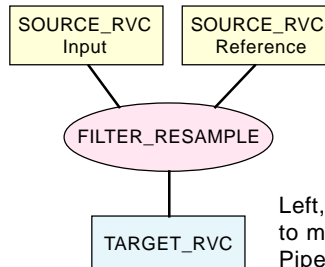 SOURCE_RVC
Input
SOURCE_RVC
Reference
FILTER_RESAMPLE
TARGET_RVC
Left,
to m
Pipe